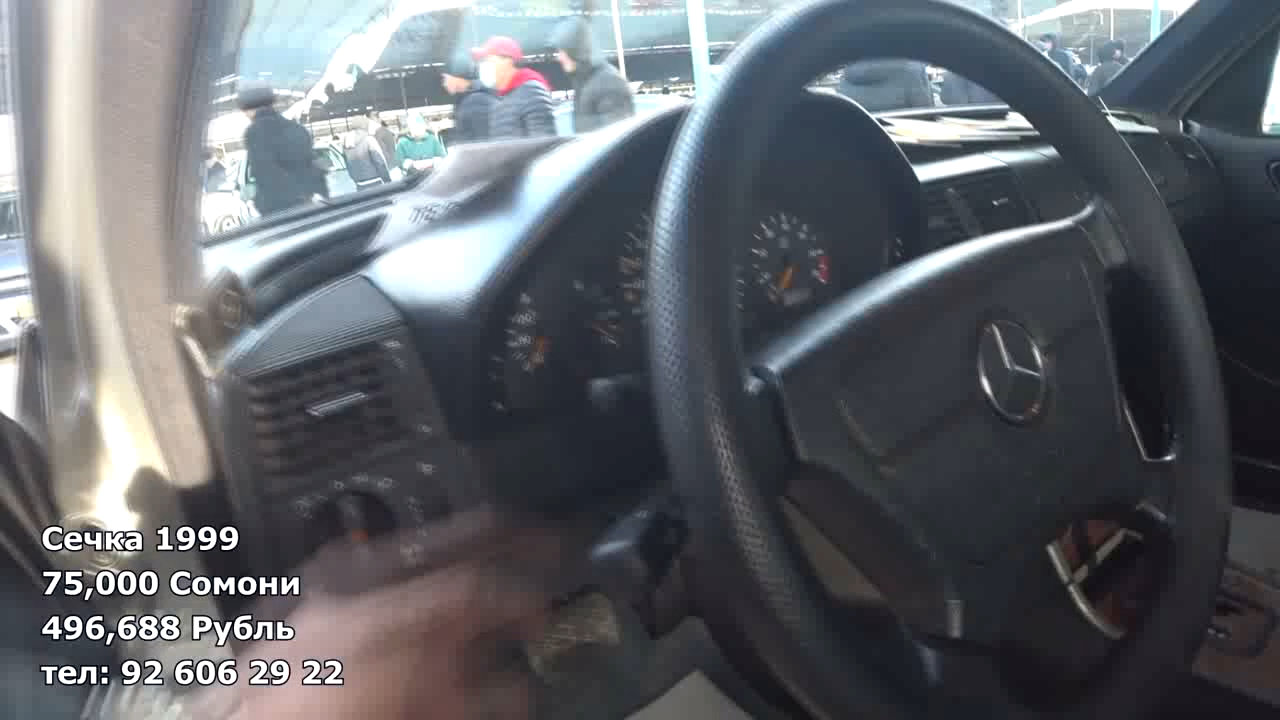 Сечка 1999
75,000 Сомони
496,688 Рубль
тел: 92 606 29 22